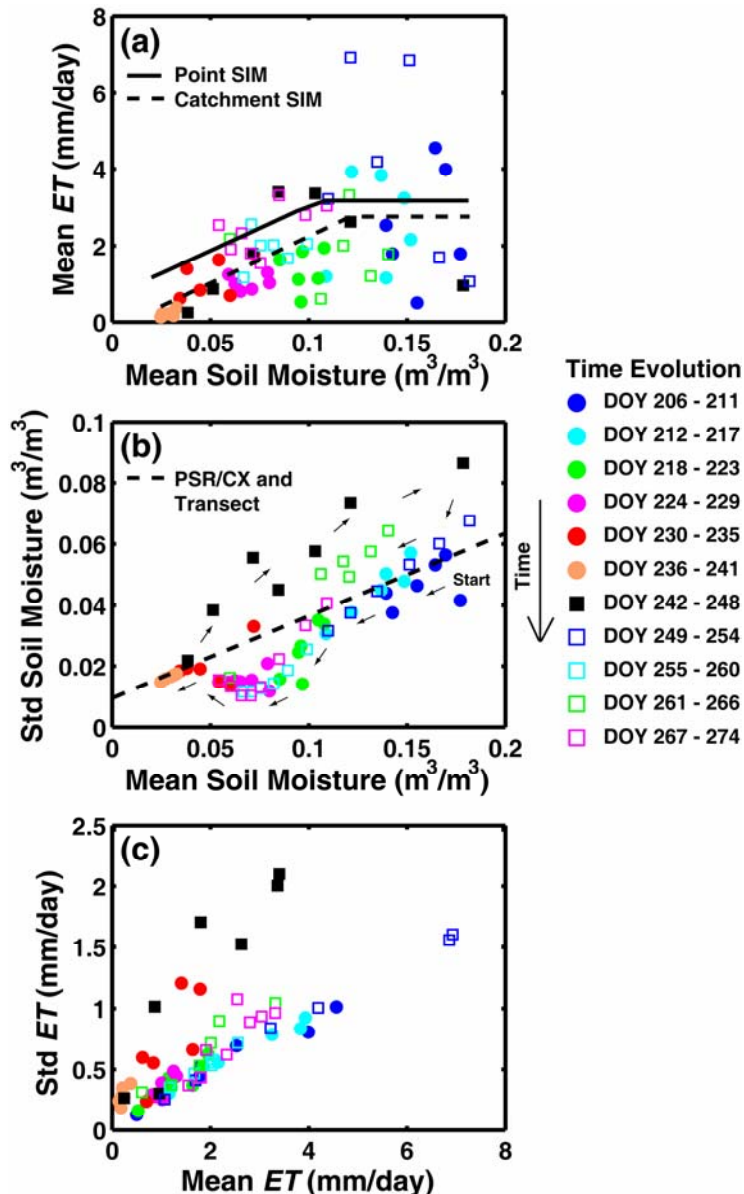 (a)
Point SIM
Catchment SIM
Mean ET (mm/day)
8
6
4
2
0
0 0.05 0.1 0.15 0.2
Mean Soil Moisture (m³/m³)
(b)
PSR/CX and
Transect
Start
Std Soil Moisture (m³/m³)
0.1
0.08
0.06
0.04
0.02
0
0 0.05 0.1 0.15 0.2
Mean Soil Moisture (m³/m³)
Time Evolution
DOY 206 - 211
DOY 212 - 217
DOY 218 - 223
DOY 224 - 229
DOY 230 - 235
DOY 236 - 241
DOY 242 - 248
DOY 249 - 254
DOY 255 - 260
DOY 261 - 266
DOY 267 - 274
Time
(c)
Std ET (mm/day)
2.5
2
1.5
1
0.5
0
0 2 4 6 8
Mean ET (mm/day)